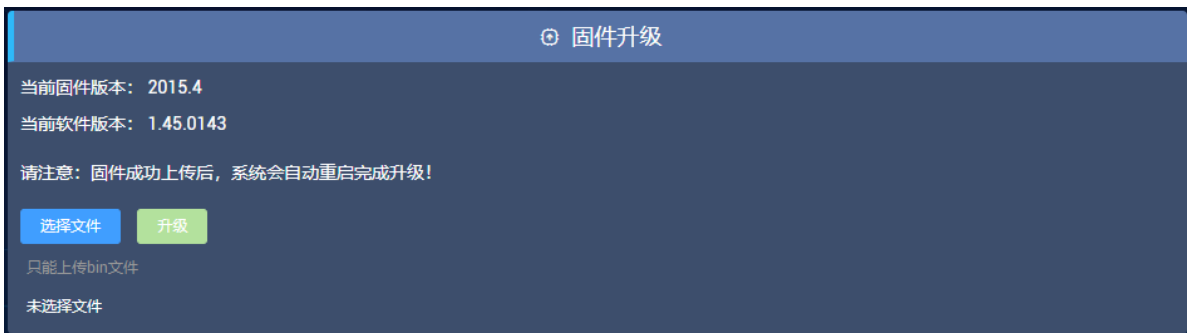 固件升级
当前固件版本： 2015.4
当前软件版本： 1.45.0143
请注意：固件成功上传后，系统会自动重启完成升级！
选择文件 升级
只能上传bin文件
未选择文件